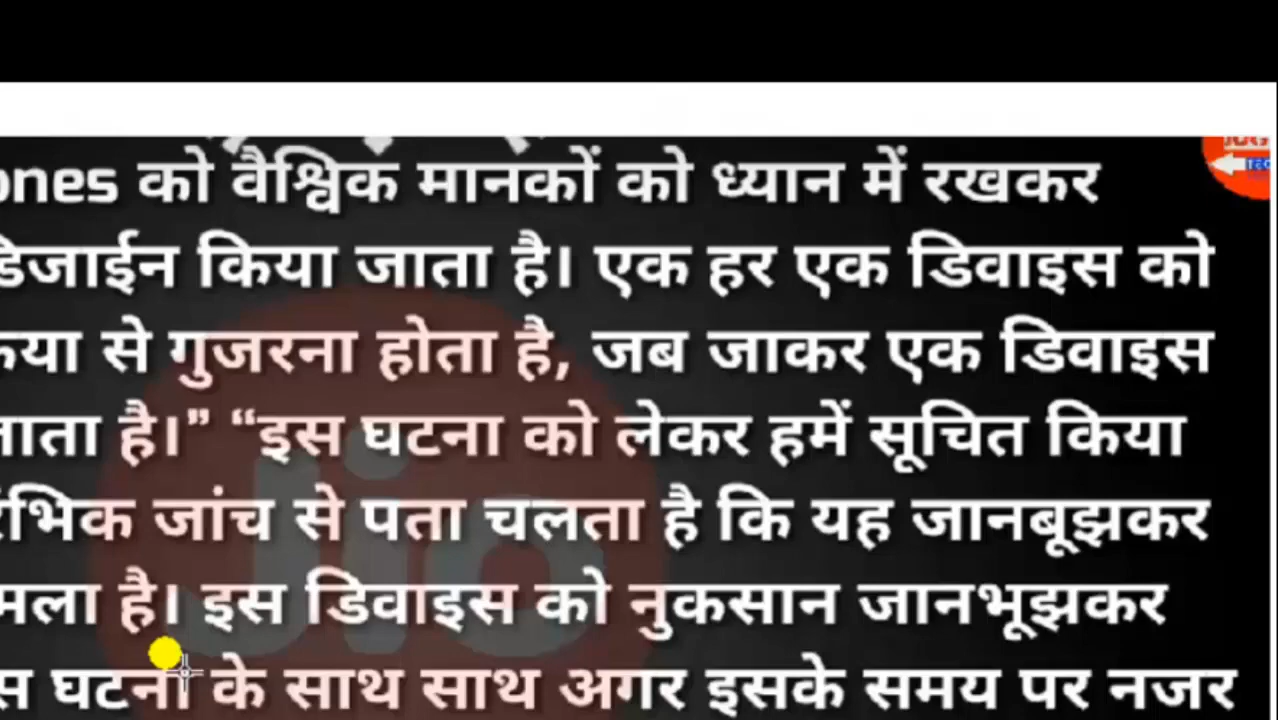 ones को वैश्विक मानकों को ध्यान में रखकर
डिजाईन किया जाता है। एक हर एक डिवाइस को
से गुजरना होता है, जब जाकर एक डिवाइस
जाता है।” “इस घटना को लेकर हमें सूचित किया
जांच से पता चलता है कि यह जानबूझकर
है। इस डिवाइस को नुकसान जानभूझकर
घटना के साथ साथ अगर इसके समय पर नजर
Jio